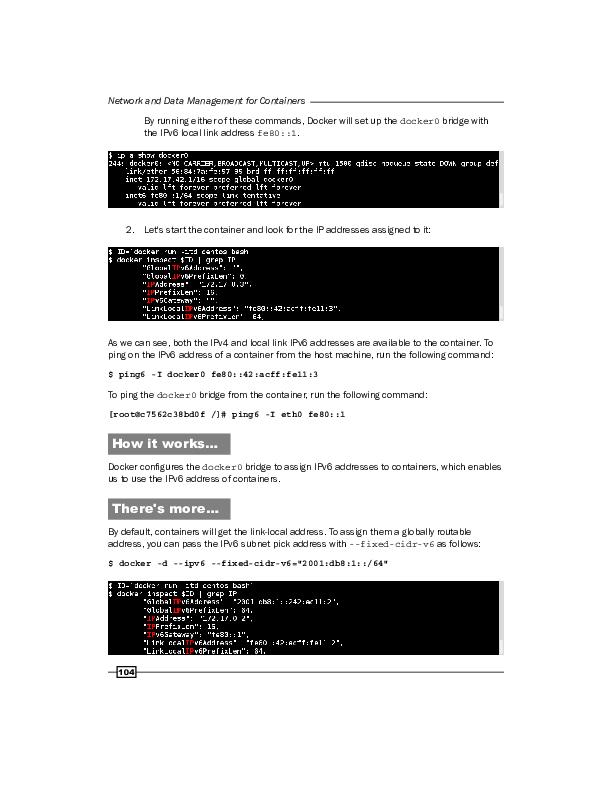 Network and Data Management for Containers
By running either of these commands, Docker will set up the docker0 bridge with
the IPv6 local link address fe80::1.
$ ip a show docker0
244: docker0: <NO-CARRIER,BROADCAST,MULTICAST,UP> mtu 1500 qdisc noqueue state DOWN group def
link/ether 56:84:7a:fe:57:99 brd ff:ff:ff:ff:ff:ff
inet 172.17.42.1/16 scope global docker0
valid_lft forever preferred_lft forever
inet6 fe80::1/64 scope link tentative
valid_lft forever preferred_lft forever
2. Let's start the container and look for the IP addresses assigned to it:
$ ID=`docker run -itd centos bash`
$ docker inspect $ID | grep IP
"GlobalIPv6Address": "",
"GlobalIPv6PrefixLen": 0,
"IPAddress": "172.17.0.3",
"IPPrefixLen": 16,
"IPv6Gateway": "",
"LinkLocalIPv6Address": "fe80::42:acff:fe11:3",
"LinkLocalIPv6PrefixLen": 64,
As we can see, both the IPv4 and local link IPv6 addresses are available to the container. To
ping on the IPv6 address of a container from the host machine, run the following command:
$ ping6 -I docker0 fe80::42:acff:fe11:3
To ping the docker0 bridge from the container, run the following command:
[root@c7562c38bd0f /]# ping6 -I eth0 fe80::1
How it works…
Docker configures the docker0 bridge to assign IPv6 addresses to containers, which enables
us to use the IPv6 address of containers.
There's more…
By default, containers will get the link-local address. To assign them a globally routable
address, you can pass the IPv6 subnet pick address with --fixed-cidr-v6 as follows:
$ docker -d --ipv6 --fixed-cidr-v6="2001:db8:1::/64"
$ ID=`docker run -itd centos bash`
$ docker inspect $ID | grep IP
"GlobalIPv6Address": "2001:db8:1::242:ac11:2",
"GlobalIPv6PrefixLen": 64,
"IPAddress": "172.17.0.2",
"IPPrefixLen": 16,
"IPv6Gateway": "fe80::1",
"LinkLocalIPv6Address": "fe80::42:acff:fe11:2",
"LinkLocalIPv6PrefixLen": 64,
104